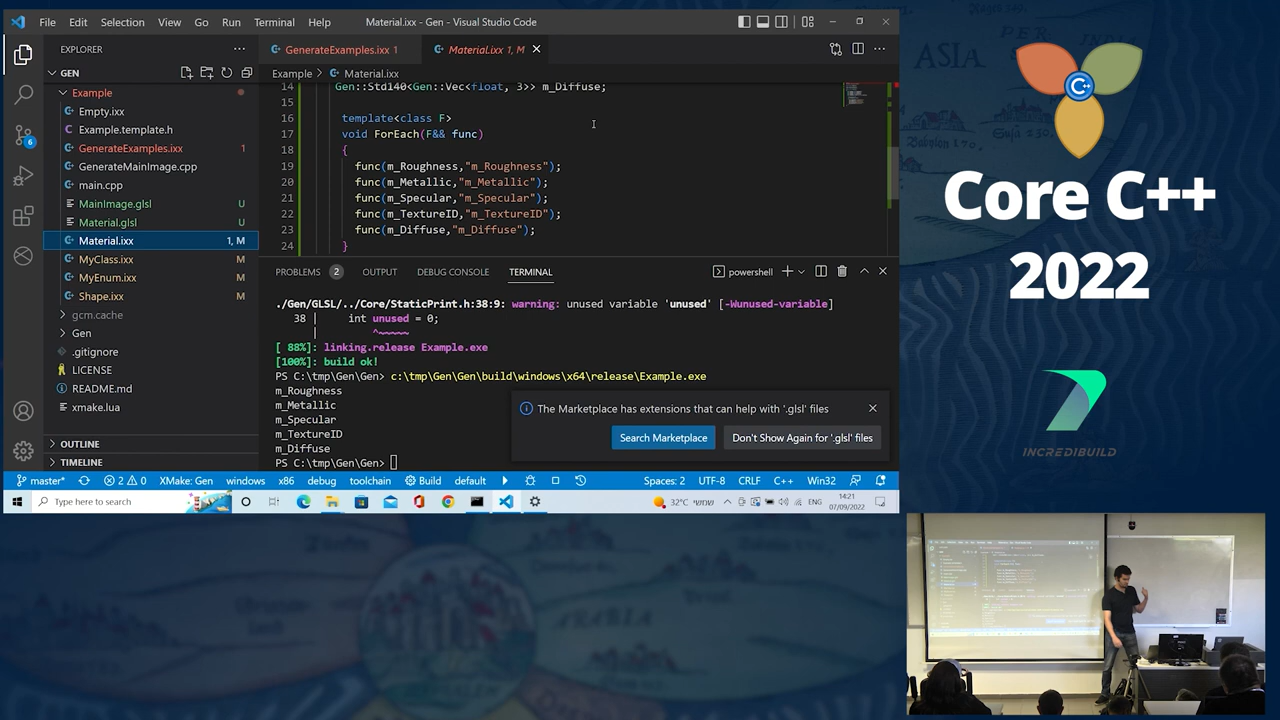 File Edit Selection View Go Run Terminal Help Material.ixx - Gen - Visual Studio Code
EXPLORER
GenerateExamples.ixx 1
Material.ixx 1, M
GEN
Example > Material.ixx
Example
Empty.ixx
Example.template.h
GenerateExamples.ixx 1
GenerateMainImage.cpp
main.cpp
MainImage.glsl U
Material.glsl U
Material.ixx 1, M
MyClass.ixx M
MyEnum.ixx M
Shape.ixx M
gcm.cache
Gen
.gitignore
LICENSE
README.md
xmake.lua
OUTLINE
TIMELINE
14 Gen::Std140<Gen::Vec<float, 3>> m_Diffuse;
15
16 template<class F>
17 void ForEach(F&& func)
18 {
19 func(m_Roughness,"m_Roughness");
20 func(m_Metallic,"m_Metallic");
21 func(m_Specular,"m_Specular");
22 func(m_TextureID,"m_TextureID");
23 func(m_Diffuse,"m_Diffuse");
24 }
PROBLEMS 2 OUTPUT DEBUG CONSOLE TERMINAL powershell
./Gen/GLSL/../Core/StaticPrint.h:38:9: warning: unused variable 'unused' [-Wunused-variable]
38 | int unused = 0;
| ^~~~~~
[ 88%]: linking.release Example.exe
[100%]: build ok!
PS C:\tmp\Gen\Gen> c:\tmp\Gen\Gen\build\windows\x64\release\Example.exe
m_Roughness
m_Metallic
m_Specular
m_TextureID
m_Diffuse
PS C:\tmp\Gen\Gen>
The Marketplace has extensions that can help with '.glsl' files
Search Marketplace
Don't Show Again for '.glsl' files
6
master* 2 0 XMake: Gen windows x86 debug toolchain Build default Spaces: 2 UTF-8 CRLF C++ Win32
Type here to search
32°C שמשי
ENG
14:21
07/09/2022
C++
Core C++
2022
INCREDIBUILD
ASIA
PER
INDIA
ARABIA